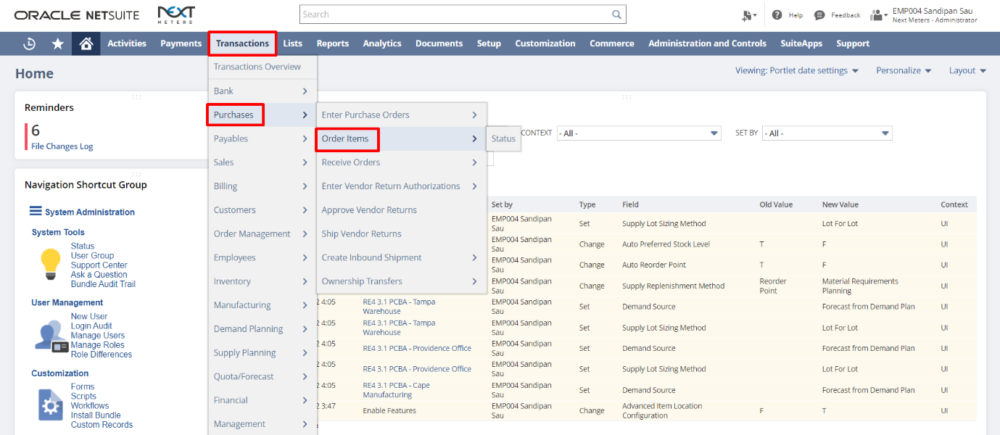 ORACLE NETSUITE
NEXT
METERS
Search
Help
Feedback
EMP004 Sandipan Sau
Next Meters - Administrator
Activities
Payments
Transactions
Lists
Reports
Analytics
Documents
Setup
Customization
Commerce
Administration and Controls
SuiteApps
Support
Home
Viewing: Portlet date settings
Personalize
Layout
Reminders
6
File Changes Log
Navigation Shortcut Group
System Administration
System Tools
Status
User Group
Support Center
Ask a Question
Bundle Audit Trail
User Management
New User
Login Audit
Manage Users
Manage Roles
Role Differences
Customization
Forms
Scripts
Workflows
Install Bundle
Custom Records
Transactions Overview
Bank
Purchases
Payables
Sales
Billing
Customers
Order Management
Employees
Inventory
Manufacturing
Demand Planning
Supply Planning
Quota/Forecast
Financial
Management
Enter Purchase Orders
Order Items
Receive Orders
Enter Vendor Return Authorizations
Approve Vendor Returns
Ship Vendor Returns
Create Inbound Shipment
Ownership Transfers
Status
CONTEXT
- All -
SET BY
- All -
Set by Type Field Old Value New Value Context
EMP004 Sandipan
Sau
Set Supply Lot Sizing Method Lot For Lot UI
EMP004 Sandipan
Sau
Change Auto Preferred Stock Level T F UI
EMP004 Sandipan
Sau
Change Auto Reorder Point T F UI
EMP004 Sandipan
Sau
Change Supply Replenishment Method
Reorder
Point
Material Requirements
Planning
UI
2 4:05
RE4 3.1 PCBA - Tampa
Warehouse
EMP004 Sandipan
Sau
Set Demand Source Forecast from Demand Plan UI
2 4:05
RE4 3.1 PCBA - Tampa
Warehouse
EMP004 Sandipan
Sau
Set Supply Lot Sizing Method Lot For Lot UI
2 4:05
RE4 3.1 PCBA - Providence Office
EMP004 Sandipan
Sau
Set Demand Source Forecast from Demand Plan UI
2 4:05
RE4 3.1 PCBA - Providence Office
EMP004 Sandipan
Sau
Set Supply Lot Sizing Method Lot For Lot UI
2 4:05
RE4 3.1 PCBA - Cape
Manufacturing
EMP004 Sandipan
Sau
Set Demand Source Forecast from Demand Plan UI
2 3:47
Enable Features
EMP004 Sandipan
Sau
Change
Advanced Item Location
Configuration
F T UI